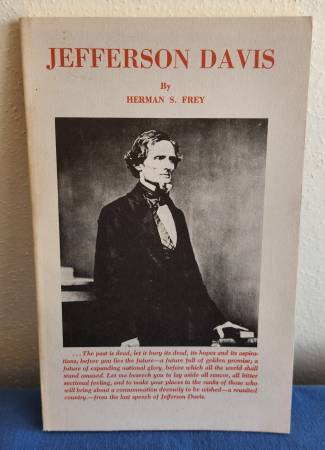 JEFFERSON DAVIS
By
HERMAN S. FREY
. . . The past is dead; let it bury its dead, its hopes and its aspira-
tions; before you lies the future—a future full of golden promise; a
future of expanding national glory, before which all the world shall
stand amazed. Let me beseech you to lay aside all rancor, all bitter
sectional feeling, and to make your places in the ranks of those who
will bring about a consummation devoutly to be wished—a reunited
country.—from the last speech of Jefferson Davis.